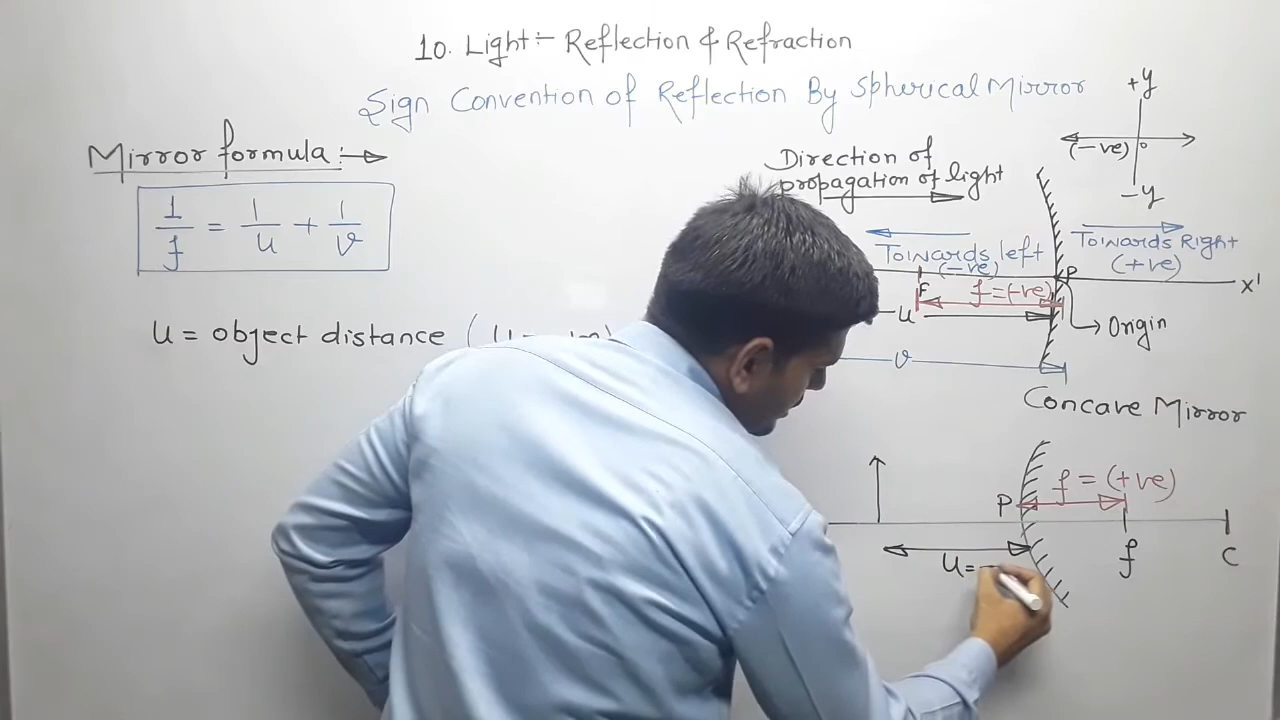 10. Light :- Reflection & Refraction
Sign Convention of Reflection By Spherical Mirror
Mirror formula :→
1/f = 1/u + 1/v
u = object distance ( u
+y
(-ve) o
-y
Direction of
propagation of light
Towards left
(-ve)
Towards Right
(+ve)
P
X'
F
f=(-ve)
u
Origin
v
Concave Mirror
P
f = (+ve)
f
C
u = -